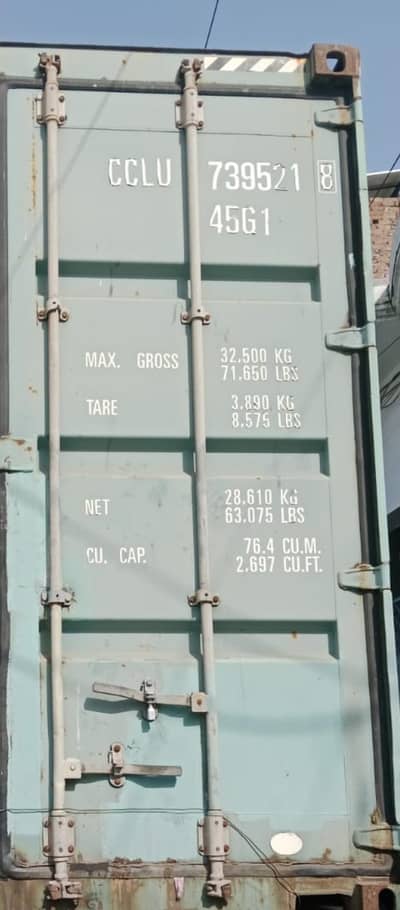 CCLU 739521 8
45G1
MAX. GROSS 32.500 KG
71.650 LBS
TARE 3.890 KG
8.575 LBS
NET 28.610 KG
63.075 LBS
CU. CAP. 76.4 CU.M.
2.697 CU.FT.